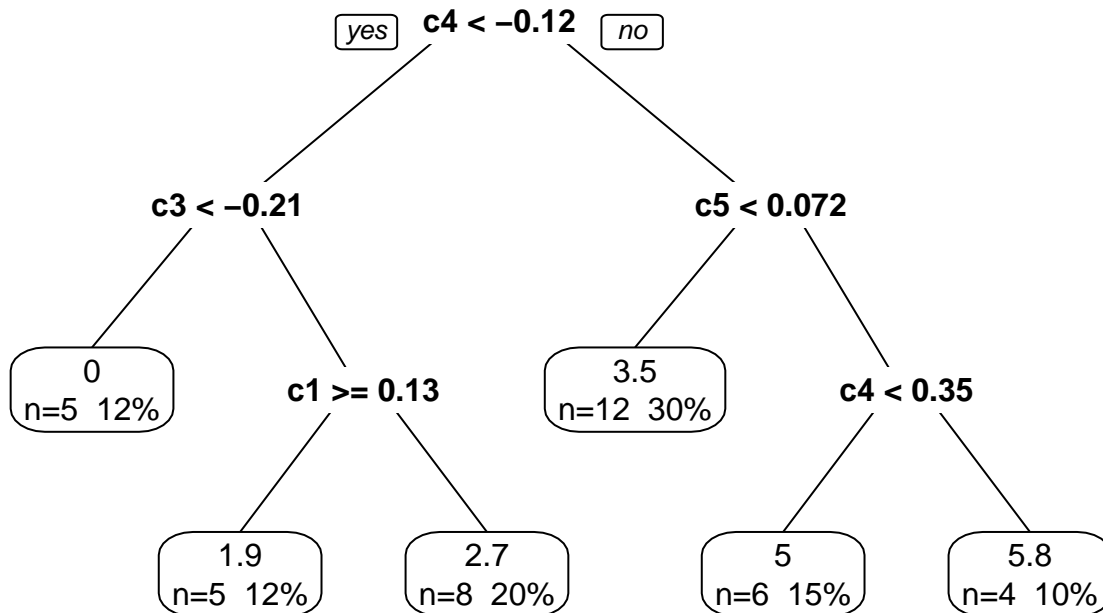 yes
c4 < −0.12
no
c3 < −0.21
c5 < 0.072
0
n=5 12%
c1 >= 0.13
3.5
n=12 30%
c4 < 0.35
1.9
n=5 12%
2.7
n=8 20%
5
n=6 15%
5.8
n=4 10%